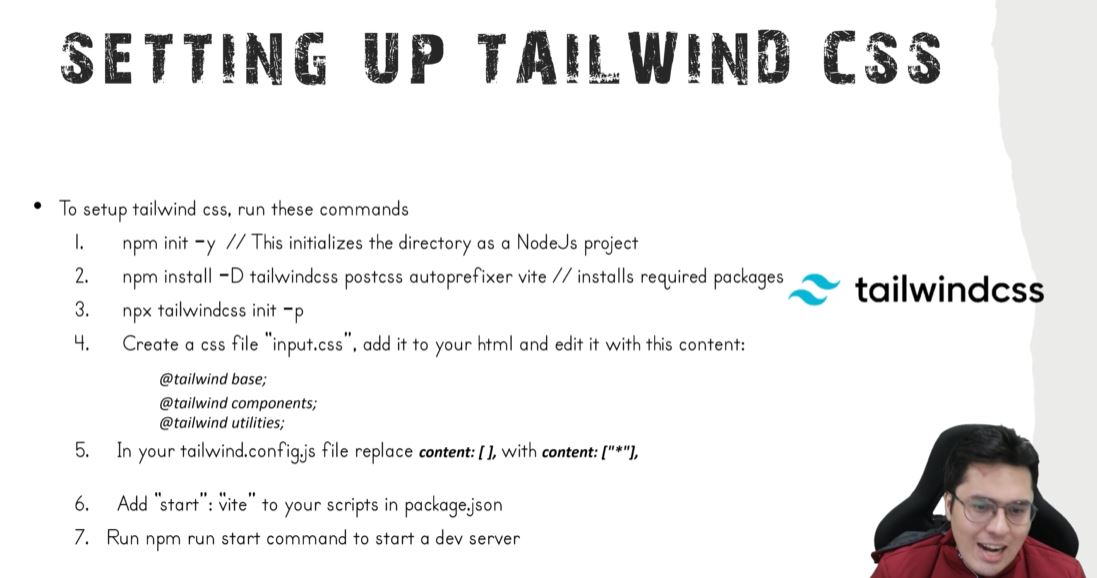 SETTING UP TAILWIND CSS
• To setup tailwind css, run these commands
1. npm init -y // This initializes the directory as a NodeJs project
2. npm install -D tailwindcss postcss autoprefixer vite // installs required packages
tailwindcss
3. npx tailwindcss init -p
4. Create a css file "input.css", add it to your html and edit it with this content:
@tailwind base;
@tailwind components;
@tailwind utilities;
5. In your tailwind.config.js file replace content: [ ], with content: ["*"],
6. Add "start": "vite" to your scripts in package.json
7. Run npm run start command to start a dev server